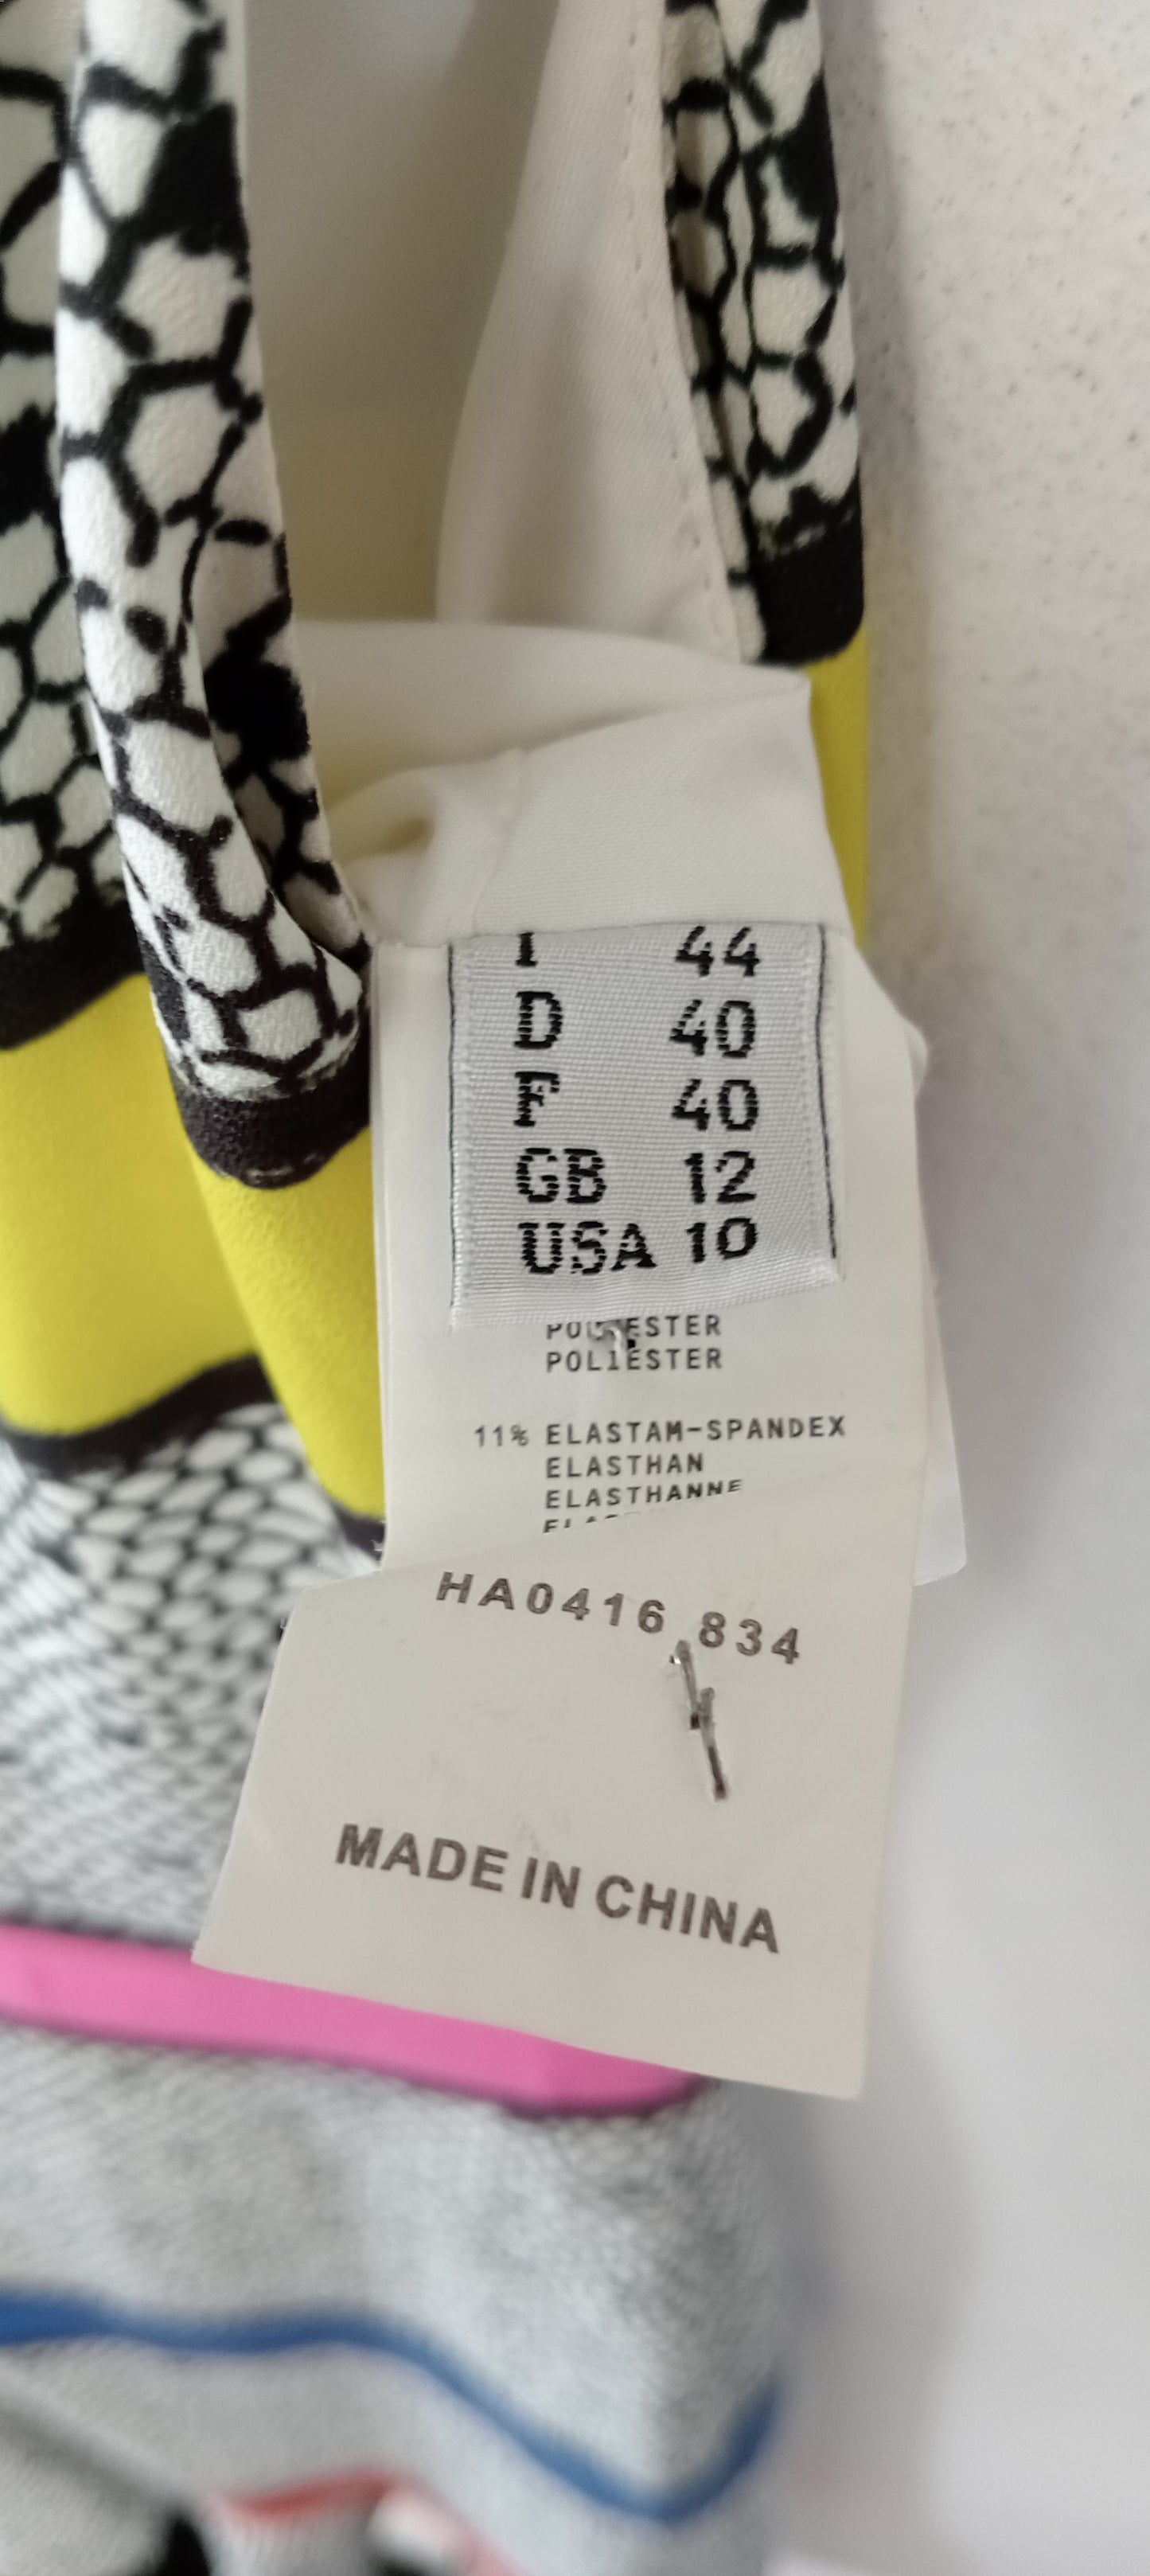 I 44
D 40
F 40
GB 12
USA 10
POLIESTER
11% ELASTAM-SPANDEX
ELASTHAN
ELASTHANNE
HA0416 834
MADE IN CHINA